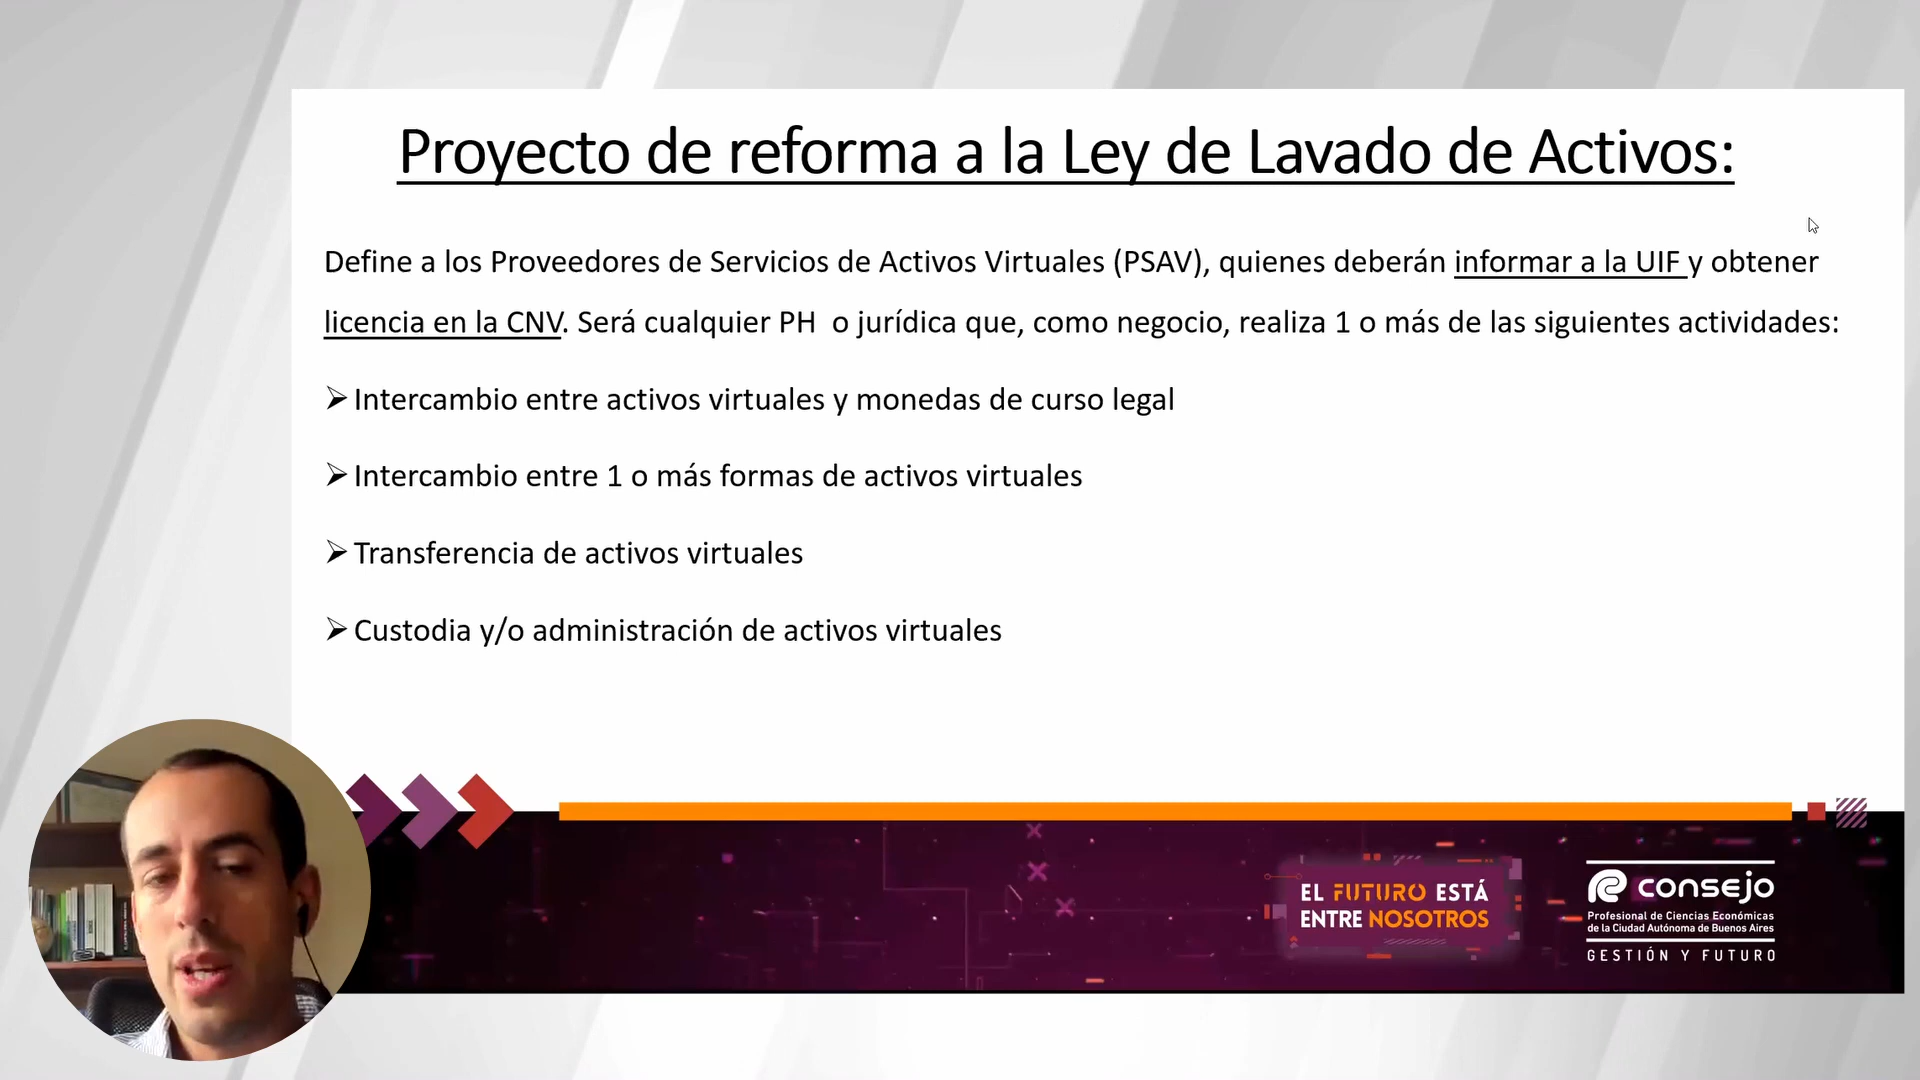 Proyecto de reforma a la Ley de Lavado de Activos:
Define a los Proveedores de Servicios de Activos Virtuales (PSAV), quienes deberán informar a la UIF y obtener
licencia en la CNV. Será cualquier PH  o jurídica que, como negocio, realiza 1 o más de las siguientes actividades:
➢Intercambio entre activos virtuales y monedas de curso legal
➢Intercambio entre 1 o más formas de activos virtuales
➢Transferencia de activos virtuales
➢Custodia y/o administración de activos virtuales
EL FUTURO ESTÁ
ENTRE NOSOTROS
consejo
Profesional de Ciencias Económicas
de la Ciudad Autónoma de Buenos Aires
GESTIÓN Y FUTURO